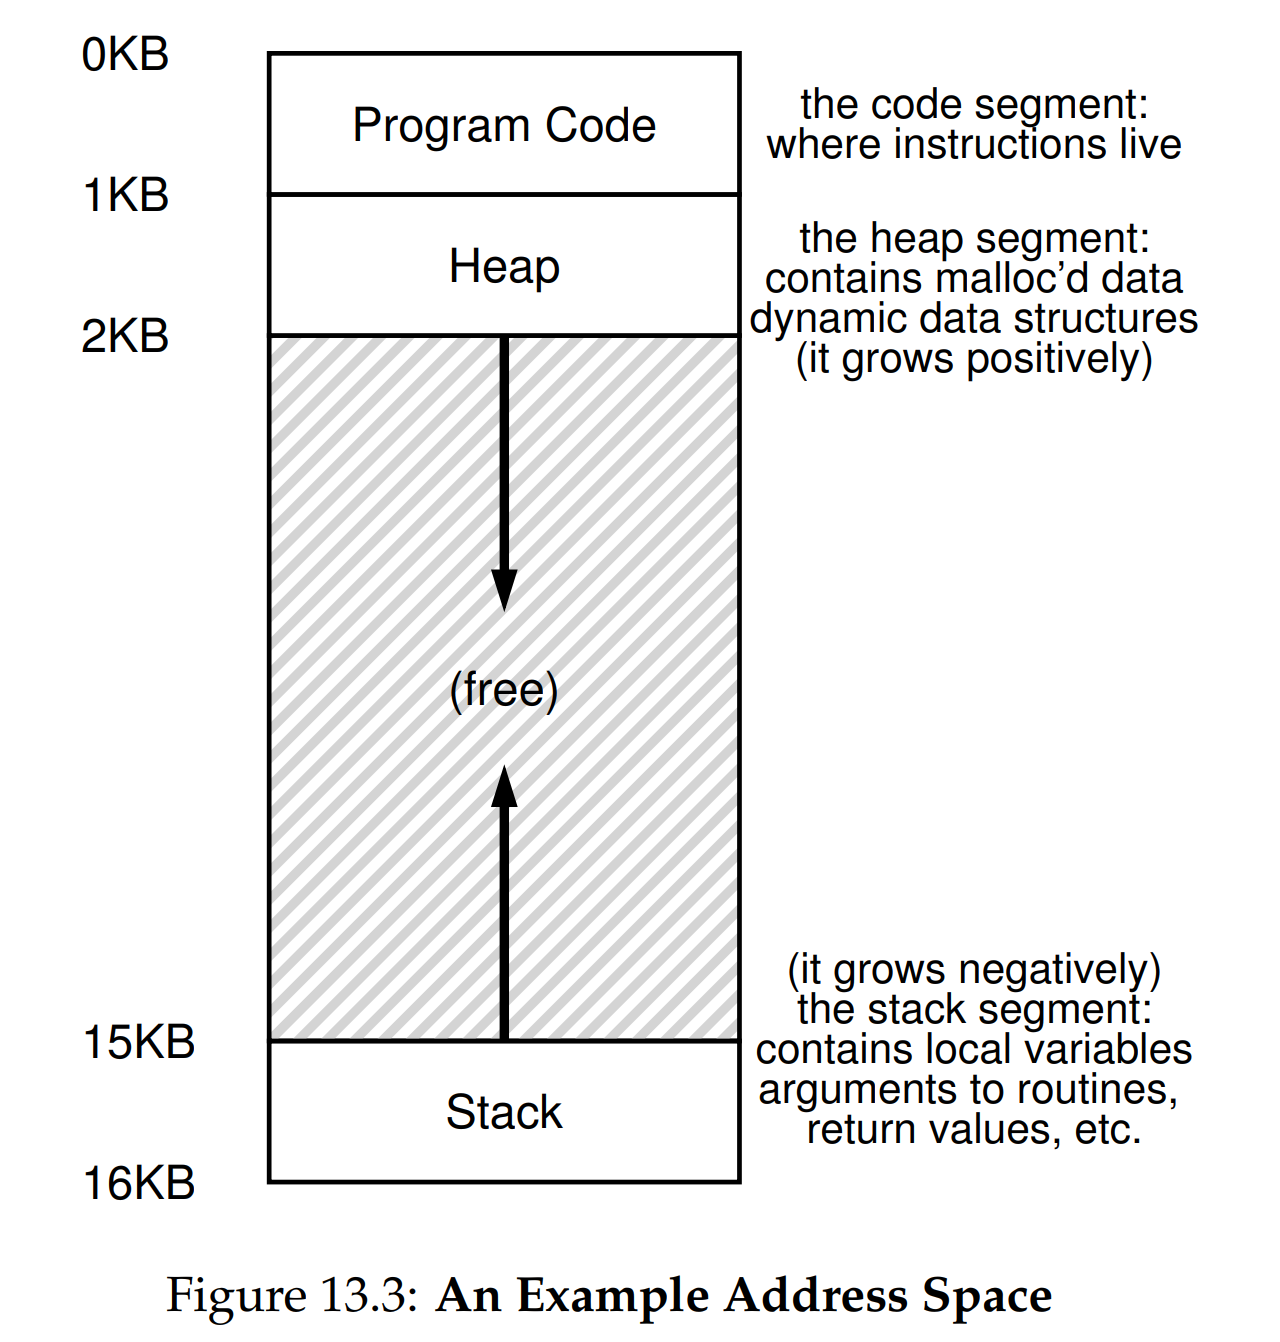 0KB
Program Code
the code segment:
where instructions live
1KB
Heap
the heap segment:
contains malloc’d data
dynamic data structures
(it grows positively)
2KB
(free)
(it grows negatively)
the stack segment:
contains local variables
arguments to routines,
return values, etc.
15KB
Stack
16KB
Figure 13.3: An Example Address Space